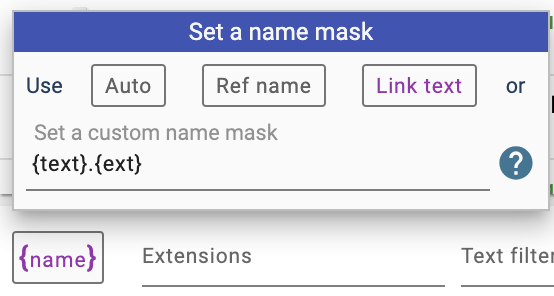 Set a name mask
Use Auto Ref name Link text or
Set a custom name mask
{text}.{ext}
?
{name} Extensions Text filter